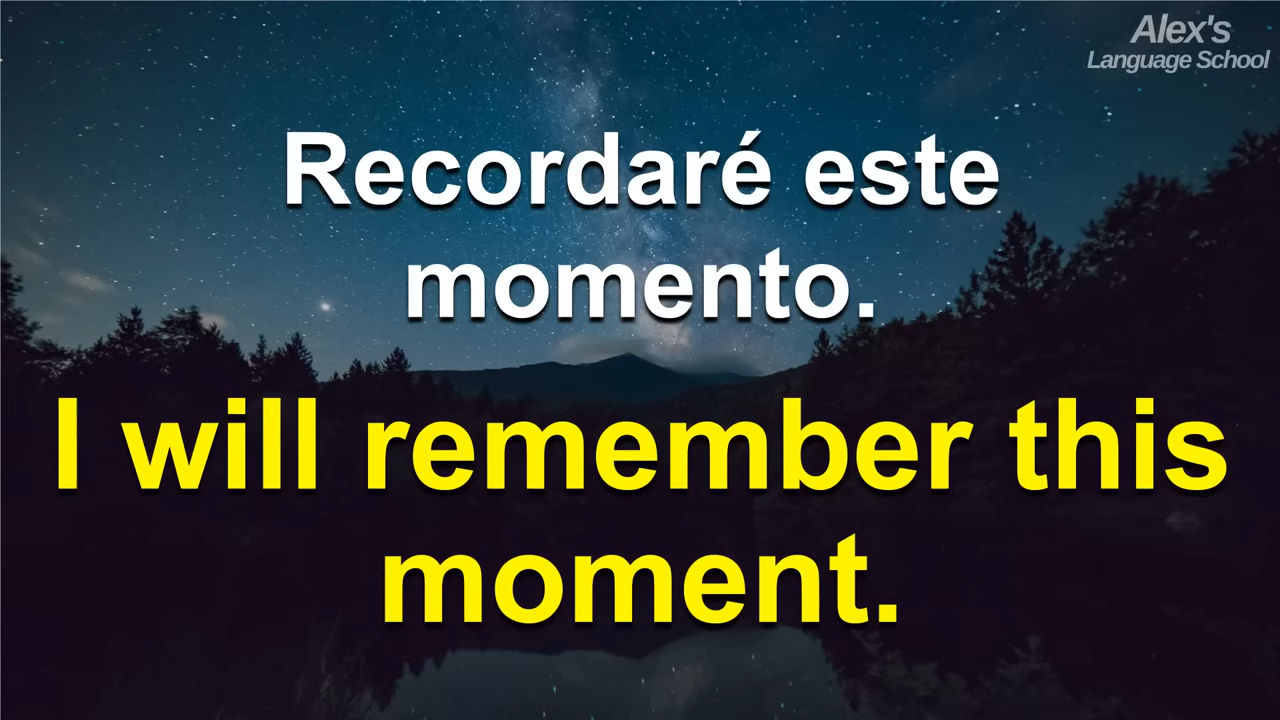 Alex's
Language School
Recordaré este
momento.
I will remember this
moment.